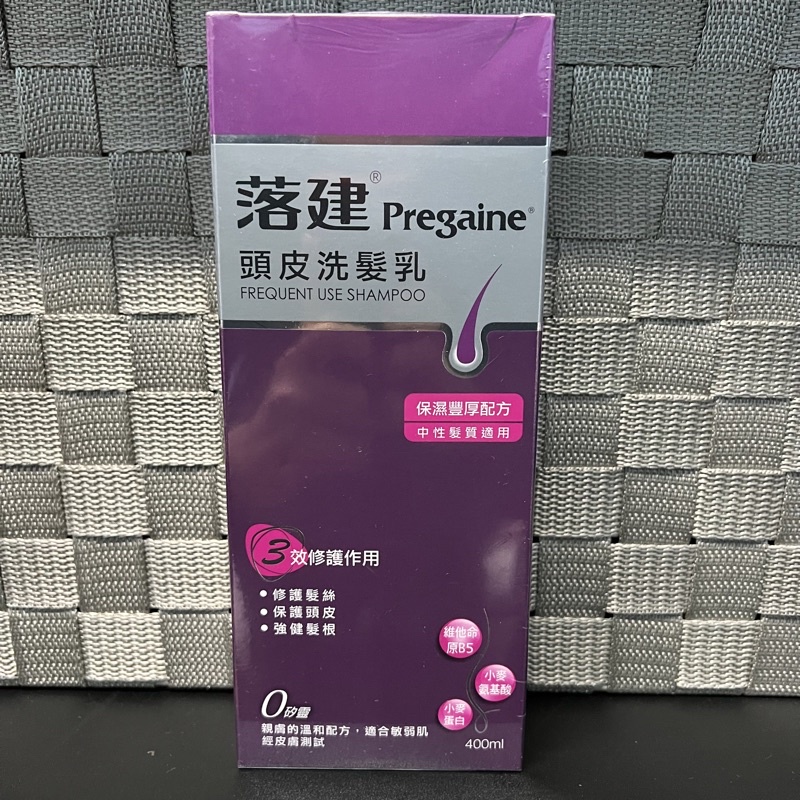 落建® Pregaine®
頭皮洗髮乳
FREQUENT USE SHAMPOO
保濕豐厚配方
中性髮質適用
3效修護作用
• 修護髮絲
• 保護頭皮
• 強健髮根
維他命
原B5
小麥
氨基酸
小麥
蛋白
0矽靈
親膚的溫和配方，適合敏弱肌
經皮膚測試
400ml